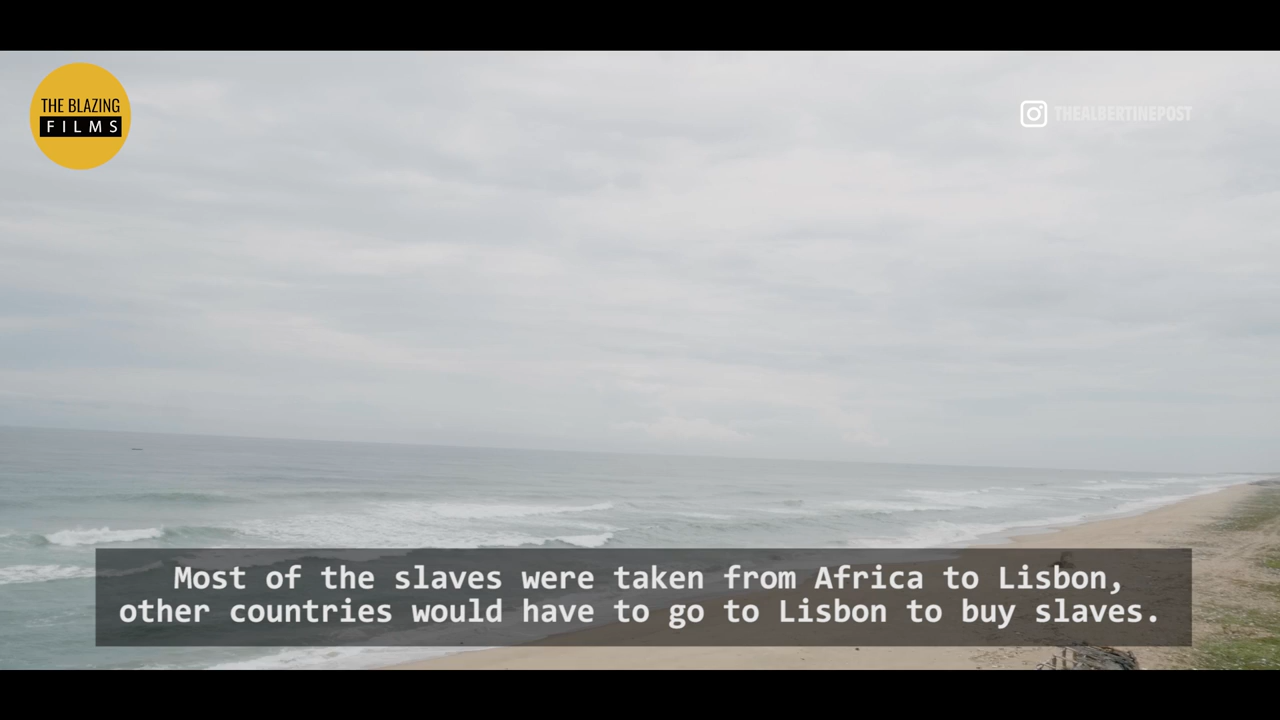 THE BLAZING
FILMS
THEALBERTINEPOST
Most of the slaves were taken from Africa to Lisbon,
other countries would have to go to Lisbon to buy slaves.